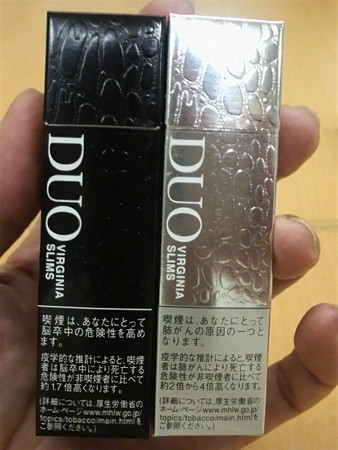 DUO
VIRGINIA
SLIMS
喫煙は、あなたにとって
脳卒中の危険性を高め
ます。
疫学的な推計によると、喫煙
者は脳卒中により死亡する
危険性が非喫煙者に比べて
約1.7倍高くなります。
(詳細については、厚生労働省の
ホーム・ページwww.mhlw.go.jp/
topics/tobacco/main.htmlを
ご参照ください。)
DUO
VIRGINIA
SLIMS
喫煙は、あなたにとって
肺がんの原因の一つと
なります。
疫学的な推計によると、喫煙
者は肺がんにより死亡する
危険性が非喫煙者に比べて
約2倍から4倍高くなります。
(詳細については、厚生労働省の
ホーム・ページwww.mhlw.go.jp/
topics/tobacco/main.htmlを
ご参照ください。)